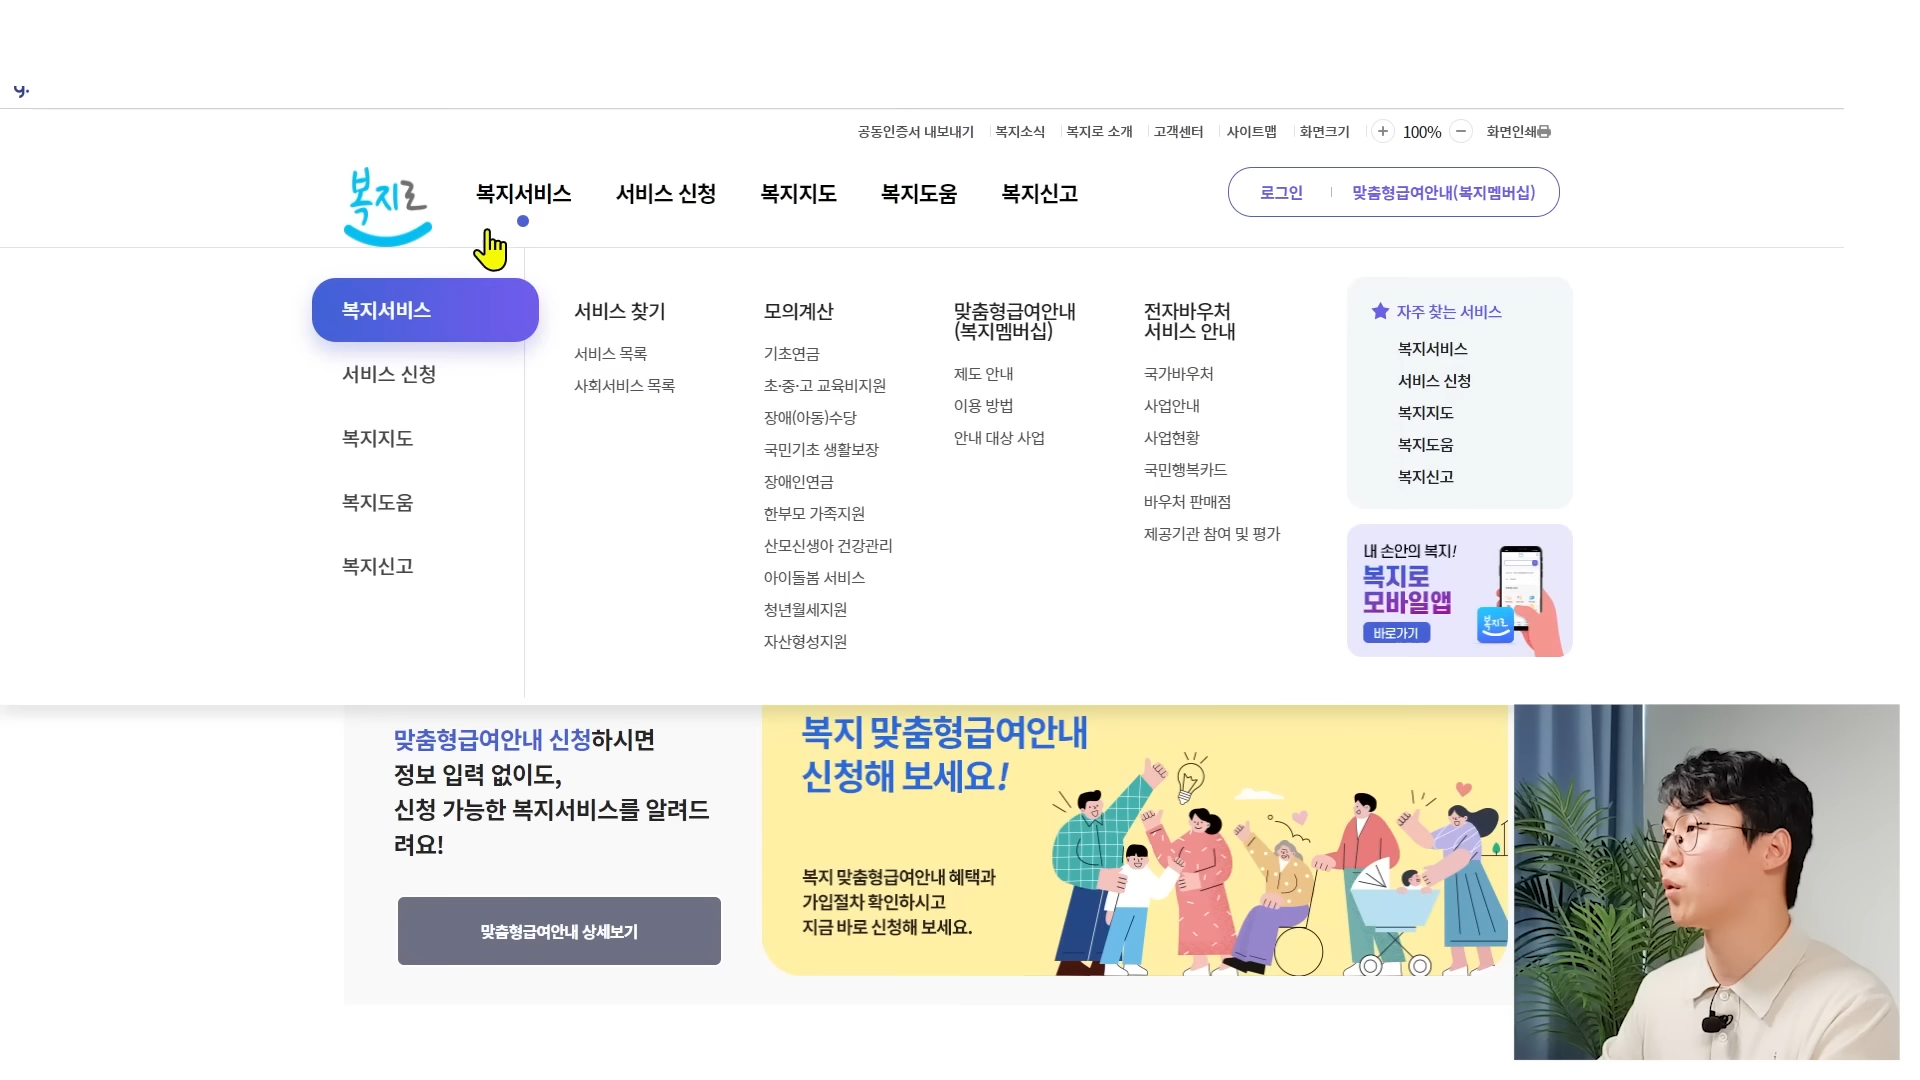 y.
공동인증서 내보내기
복지소식
복지로 소개
고객센터
사이트맵
화면크기
+ 100% −
화면인쇄
복지로
복지서비스
서비스 신청
복지지도
복지도움
복지신고
로그인
맞춤형급여안내(복지멤버십)
복지서비스
서비스 신청
복지지도
복지도움
복지신고
서비스 찾기
서비스 목록
사회서비스 목록
모의계산
기초연금
초·중·고 교육비지원
장애(아동)수당
국민기초 생활보장
장애인연금
한부모 가족지원
산모신생아 건강관리
아이돌봄 서비스
청년월세지원
자산형성지원
맞춤형급여안내
(복지멤버십)
제도 안내
이용 방법
안내 대상 사업
전자바우처
서비스 안내
국가바우처
사업안내
사업현황
국민행복카드
바우처 판매점
제공기관 참여 및 평가
자주 찾는 서비스
복지서비스
서비스 신청
복지지도
복지도움
복지신고
내 손안의 복지!
복지로
모바일앱
바로가기
복지로
맞춤형급여안내 신청하시면
정보 입력 없이도,
신청 가능한 복지서비스를 알려드
려요!
맞춤형급여안내 상세보기
복지 맞춤형급여안내
신청해 보세요!
복지 맞춤형급여안내 혜택과
가입절차 확인하시고
지금 바로 신청해 보세요.